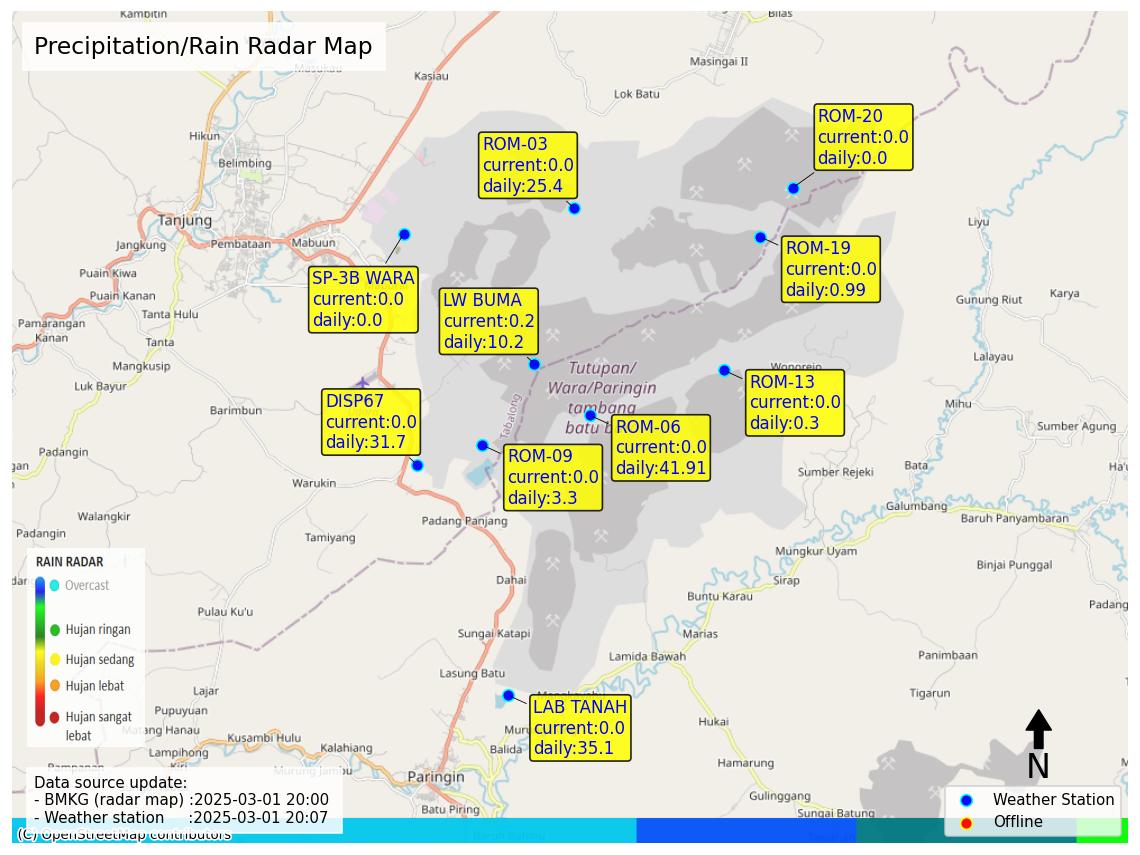 Kambitin
Bilas
Precipitation/Rain Radar Map
Masukau
Kasiau
Masingai II
Lok Batu
ROM-20
current:0.0
daily:0.0
Hikun
ROM-03
current:0.0
daily:25.4
Belimbing
Tanjung
Liyu
Jangkung
Pembataan
Mabuun
ROM-19
current:0.0
daily:0.99
Puain Kiwa
SP-3B WARA
current:0.0
daily:0.0
Puain Kanan
LW BUMA
current:0.2
daily:10.2
Karya
Gunung Riut
Tanta Hulu
Pamarangan
Kanan
Tanta
Mangkusip
Lalayau
Tutupan/
Wara/Paringin
tambang
batu b
Wonorejo
ROM-13
current:0.0
daily:0.3
Luk Bayur
DISP67
current:0.0
daily:31.7
Tabalong
Barimbun
Mihu
ROM-06
current:0.0
daily:41.91
Sumber Agung
Padangin
ROM-09
current:0.0
daily:3.3
Bata
Ha'u
gan
Sumber Rejeki
Warukin
Galumbang
Walangkir
Padang Panjang
Baruh Panyambaran
Padangin
Tamiyang
Mungkur Uyam
RAIN RADAR
Overcast
Hujan ringan
Hujan sedang
Hujan lebat
Hujan sangat
lebat
Binjai Punggal
Dahai
Sirap
Buntu Karau
Padang
Pulau Ku'u
Sungai Katapi
Marias
Lamida Bawah
Panimbaan
Lasung Batu
Lajar
Tigarun
Pupuyuan
LAB TANAH
current:0.0
daily:35.1
Matang Hanau
Kusambi Hulu
Kalahiang
Muru
Balida
Hukai
Lampihong
Kiri
Murung Jambu
Hamarung
N
Pampanan
Paringin
Data source update:
- BMKG (radar map) :2025-03-01 20:00
- Weather station :2025-03-01 20:07
Gulinggang
Weather Station
Offline
Batu Piring
Sungai Batung
(C) OpenStreetMap contributors